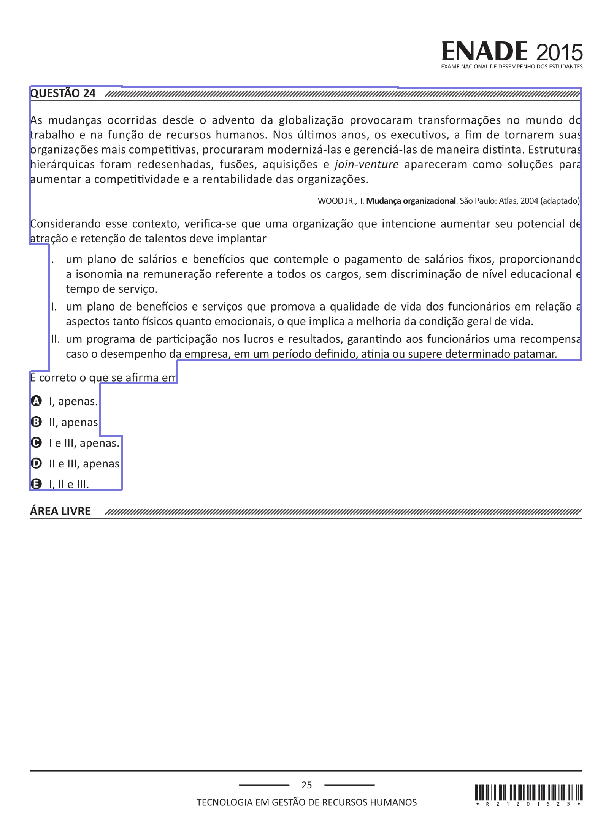 ENADE 2015
EXAME NACIONAL DE DESEMPENHO DOS ESTUDANTES
QUESTÃO 24
As mudanças ocorridas desde o advento da globalização provocaram transformações no mundo do
trabalho e na função de recursos humanos. Nos últimos anos, os executivos, a fim de tornarem suas
organizações mais competitivas, procuraram modernizá-las e gerenciá-las de maneira distinta. Estruturas
hierárquicas foram redesenhadas, fusões, aquisições e join-venture apareceram como soluções para
aumentar a competitividade e a rentabilidade das organizações.
WOOD JR., T. Mudança organizacional. São Paulo: Atlas, 2004 (adaptado).
Considerando esse contexto, verifica-se que uma organização que intencione aumentar seu potencial de
atração e retenção de talentos deve implantar
I. um plano de salários e benefícios que contemple o pagamento de salários fixos, proporcionando
a isonomia na remuneração referente a todos os cargos, sem discriminação de nível educacional e
tempo de serviço.
II. um plano de benefícios e serviços que promova a qualidade de vida dos funcionários em relação a
aspectos tanto físicos quanto emocionais, o que implica a melhoria da condição geral de vida.
III. um programa de participação nos lucros e resultados, garantindo aos funcionários uma recompensa
caso o desempenho da empresa, em um período definido, atinja ou supere determinado patamar.
É correto o que se afirma em
A I, apenas.
B II, apenas.
C I e III, apenas.
D II e III, apenas.
E I, II e III.
ÁREA LIVRE
25
TECNOLOGIA EM GESTÃO DE RECURSOS HUMANOS
*R21201525*